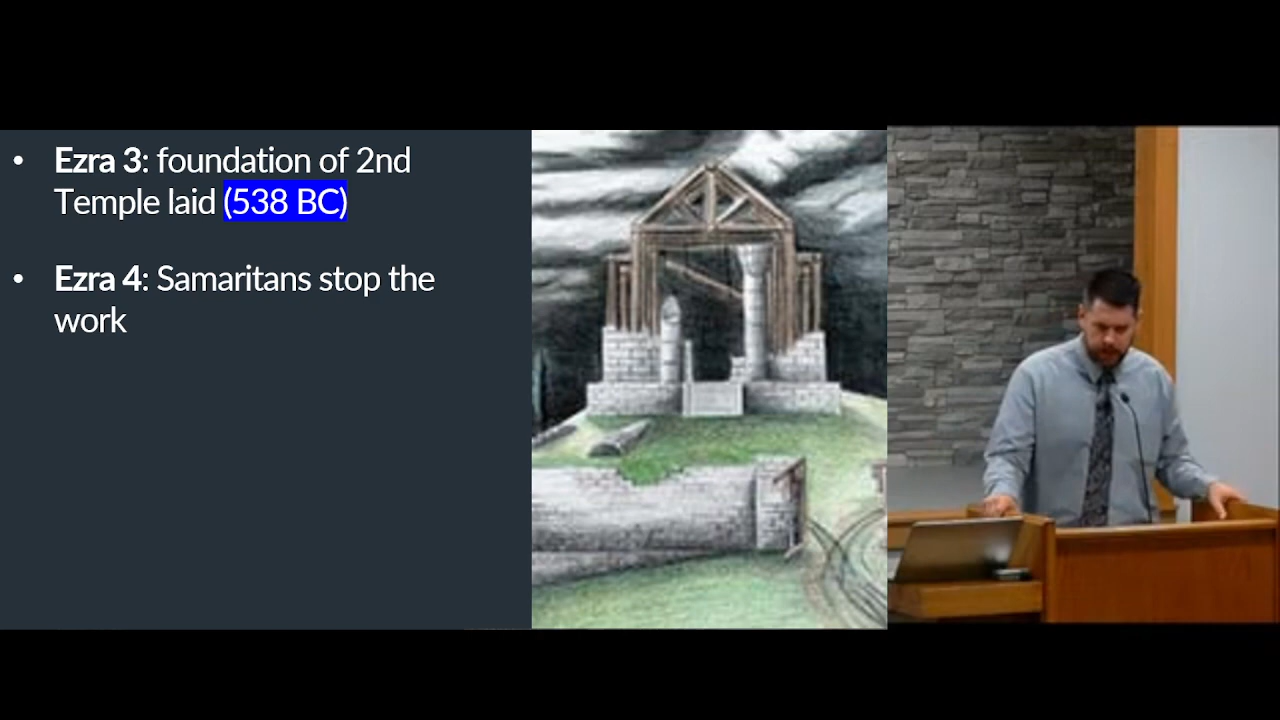 • Ezra 3: foundation of 2nd
Temple laid (538 BC)
• Ezra 4: Samaritans stop the
work